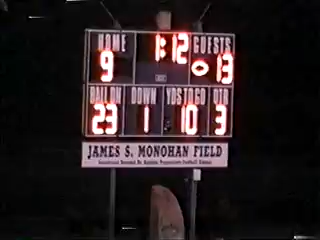 HOME 1:12 GUESTS
9 13
BALL ON DOWN YDS TO GO QTR
23 1 10 3
JAMES S. MONOHAN FIELD